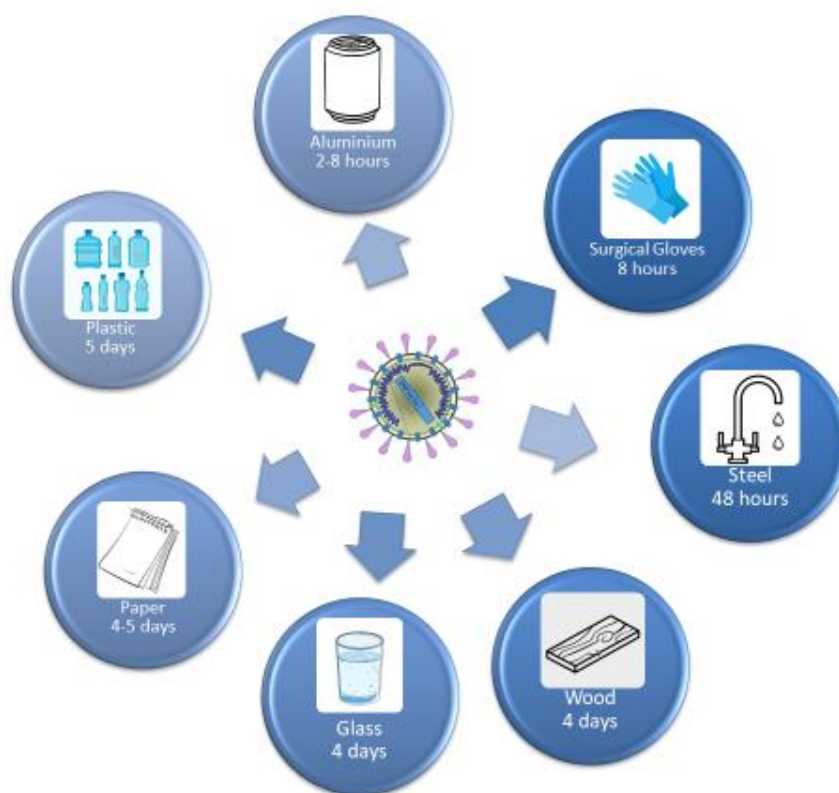 Aluminium
2-8 hours
Surgical Gloves
8 hours
Steel
48 hours
Wood
4 days
Glass
4 days
Paper
4-5 days
Plastic
5 days